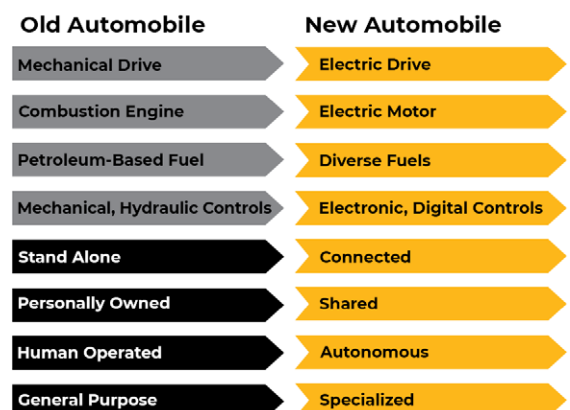 Old Automobile New Automobile
Mechanical Drive Electric Drive
Combustion Engine Electric Motor
Petroleum-Based Fuel Diverse Fuels
Mechanical, Hydraulic Controls Electronic, Digital Controls
Stand Alone Connected
Personally Owned Shared
Human Operated Autonomous
General Purpose Specialized